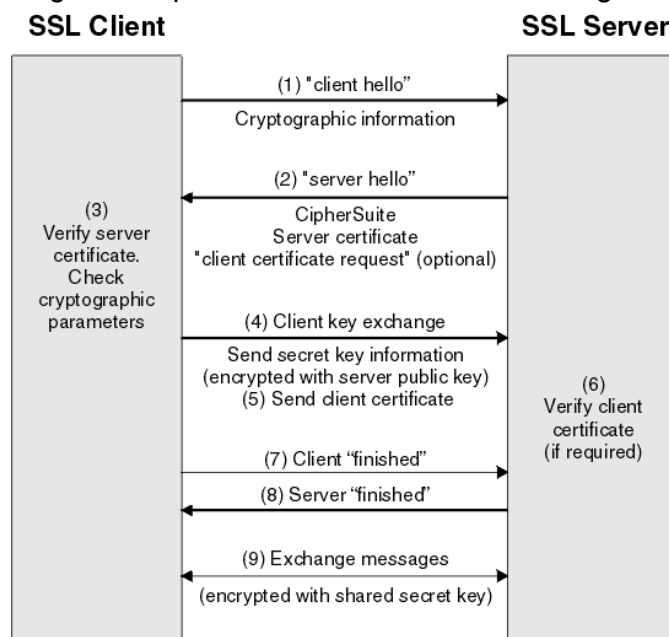 SSL Client
SSL Server
(1) "client hello”
Cryptographic information
(2) "server hello”
CipherSuite
Server certificate
"client certificate request" (optional)
(3)
Verify server
certificate.
Check
cryptographic
parameters
(4) Client key exchange
Send secret key information
(encrypted with server public key)
(5) Send client certificate
(6)
Verify client
certificate
(if required)
(7) Client “finished”
(8) Server “finished”
(9) Exchange messages
(encrypted with shared secret key)